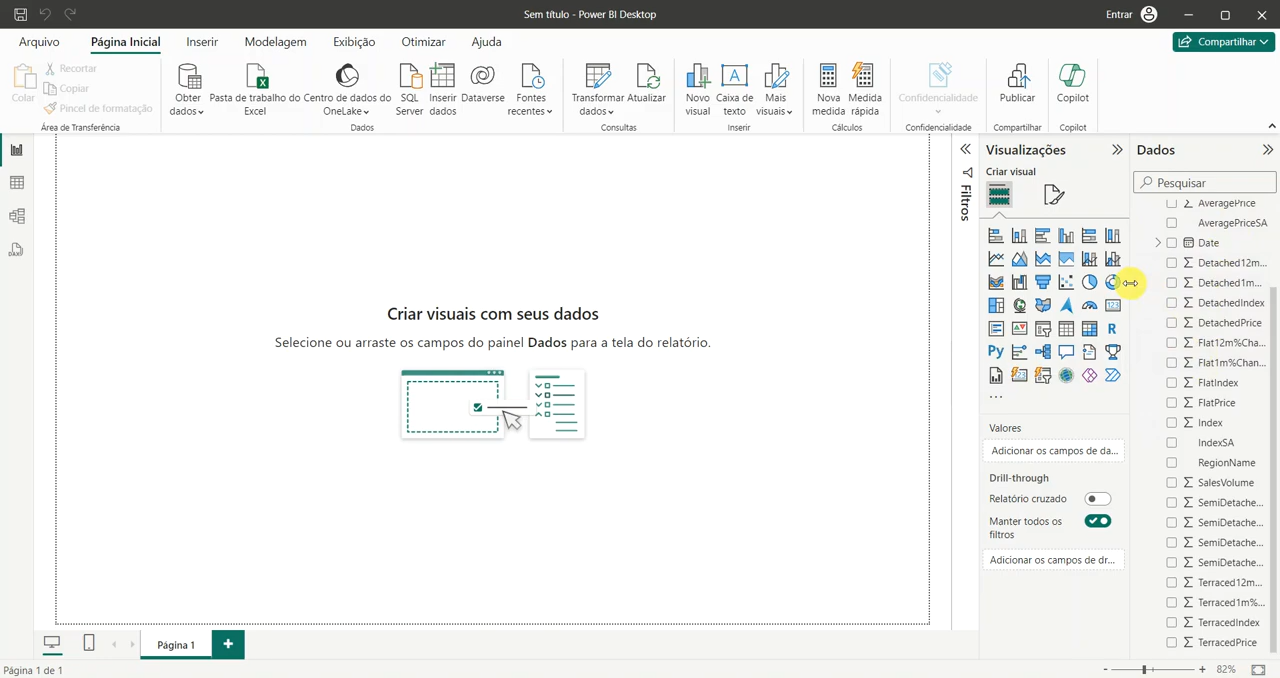 Sem título - Power BI Desktop
Entrar
Arquivo
Página Inicial
Inserir
Modelagem
Exibição
Otimizar
Ajuda
Compartilhar
Colar
Recortar
Copiar
Pincel de formatação
Área de Transferência
Obter dados
Pasta de trabalho do Excel
Centro de dados do OneLake
SQL Server
Inserir dados
Dataverse
Fontes recentes
Dados
Transformar dados
Atualizar
Consultas
Novo visual
Caixa de texto
Mais visuais
Inserir
Nova medida
Medida rápida
Cálculos
Confidencialidade
Confidencialidade
Publicar
Compartilhar
Copilot
Copilot
Criar visuais com seus dados
Selecione ou arraste os campos do painel Dados para a tela do relatório.
Filtros
Visualizações
Criar visual
123
R
Py
123
...
Valores
Adicionar os campos de da...
Drill-through
Relatório cruzado
Manter todos os
filtros
Adicionar os campos de dr...
Dados
Pesquisar
AveragePrice
AveragePriceSA
Date
Detached12m...
Detached1m...
DetachedIndex
DetachedPrice
Flat12m%Cha...
Flat1m%Chan...
FlatIndex
FlatPrice
Index
IndexSA
RegionName
SalesVolume
SemiDetache...
SemiDetache...
SemiDetache...
SemiDetache...
Terraced12m...
Terraced1m%...
TerracedIndex
TerracedPrice
Página 1
Página 1 de 1
- + 82%